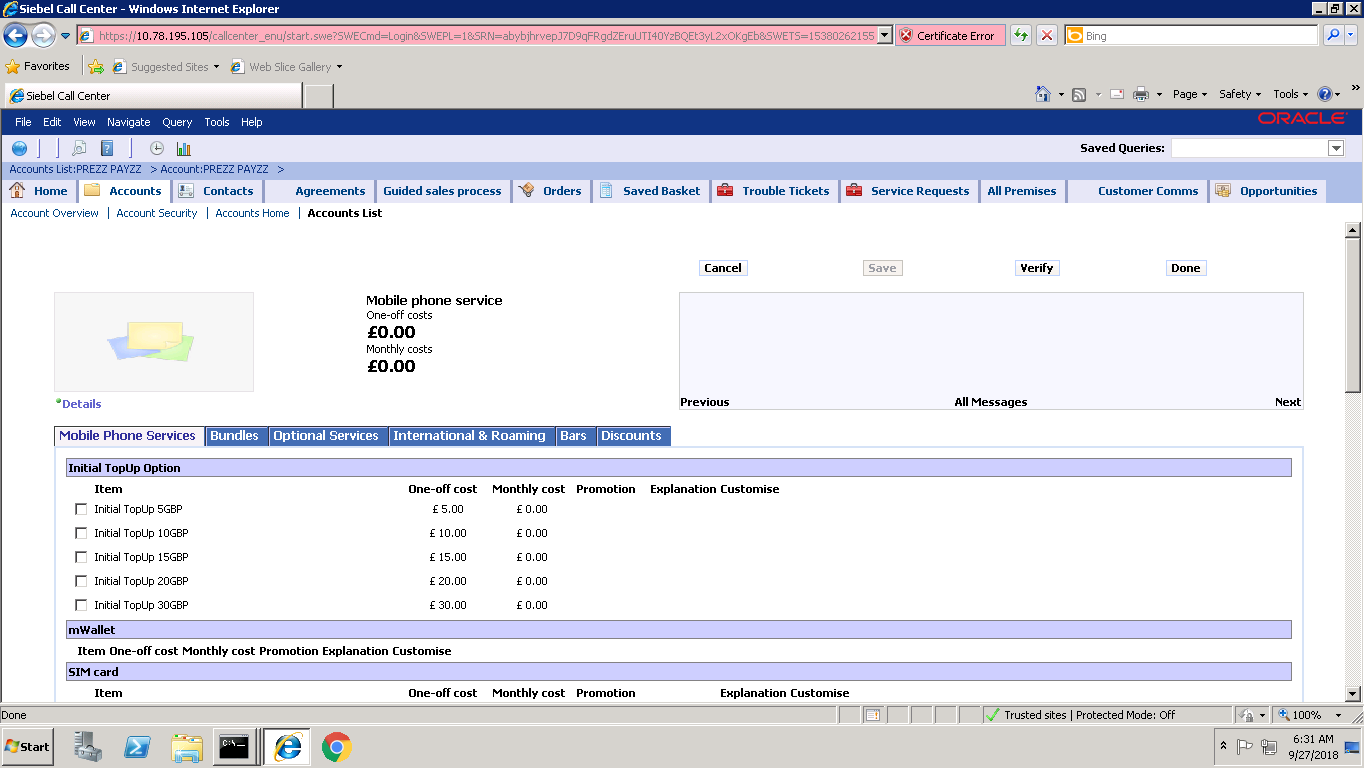 Siebel Call Center - Windows Internet Explorer
https://10.78.195.105/callcenter_enu/start.swe?SWECmd=Login&SWEPL=1&SRN=abybjhrvepJ7D9qFRgdZEruUTI40YzBQEt3yL2xOKgEb&SWETS=15380262155
Certificate Error
Bing
Favorites
Suggested Sites
Web Slice Gallery
Siebel Call Center
Page
Safety
Tools
File Edit View Navigate Query Tools Help
ORACLE
Saved Queries:
Accounts List:PREZZ PAYZZ > Account:PREZZ PAYZZ >
Home Accounts Contacts Agreements Guided sales process Orders Saved Basket Trouble Tickets Service Requests All Premises Customer Comms Opportunities
Account Overview | Account Security | Accounts Home | Accounts List
Cancel Save Verify Done
Mobile phone service
One-off costs
£0.00
Monthly costs
£0.00
Details
Previous All Messages Next
Mobile Phone Services Bundles Optional Services International & Roaming Bars Discounts
Initial TopUp Option
Item One-off cost Monthly cost Promotion Explanation Customise
Initial TopUp 5GBP £ 5.00 £ 0.00
Initial TopUp 10GBP £ 10.00 £ 0.00
Initial TopUp 15GBP £ 15.00 £ 0.00
Initial TopUp 20GBP £ 20.00 £ 0.00
Initial TopUp 30GBP £ 30.00 £ 0.00
mWallet
Item One-off cost Monthly cost Promotion Explanation Customise
SIM card
Item One-off cost Monthly cost Promotion Explanation Customise
Done
Trusted sites | Protected Mode: Off
100%
Start
C:\.
6:31 AM
9/27/2018